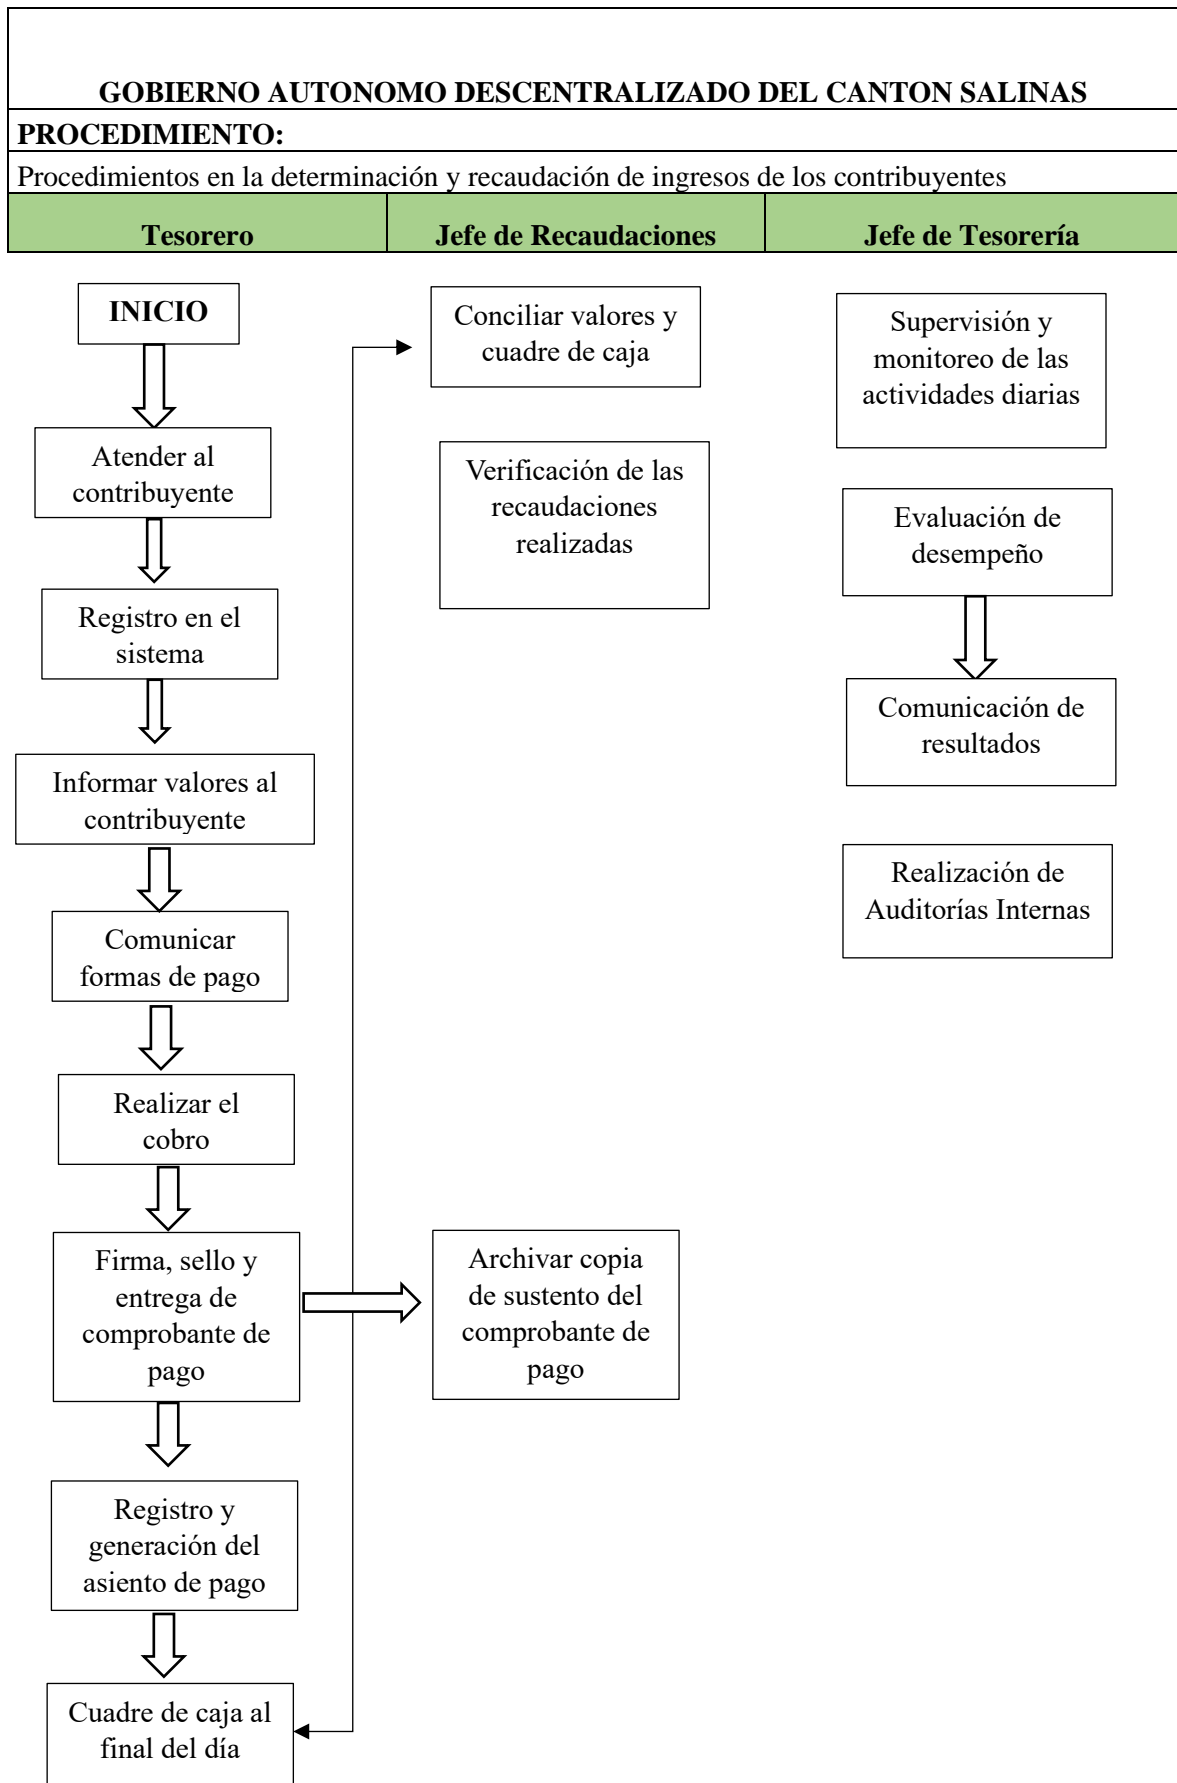 GOBIERNO AUTONOMO DESCENTRALIZADO DEL CANTON SALINAS
PROCEDIMIENTO:
Procedimientos en la determinación y recaudación de ingresos de los contribuyentes
Tesorero
Jefe de Recaudaciones
Jefe de Tesorería
INICIO
Atender al
contribuyente
Registro en el
sistema
Informar valores al
contribuyente
Comunicar
formas de pago
Realizar el
cobro
Firma, sello y
entrega de
comprobante de
pago
Registro y
generación del
asiento de pago
Cuadre de caja al
final del día
Conciliar valores y
cuadre de caja
Verificación de las
recaudaciones
realizadas
Archivar copia
de sustento del
comprobante de
pago
Supervisión y
monitoreo de las
actividades diarias
Evaluación de
desempeño
Comunicación de
resultados
Realización de
Auditorías Internas